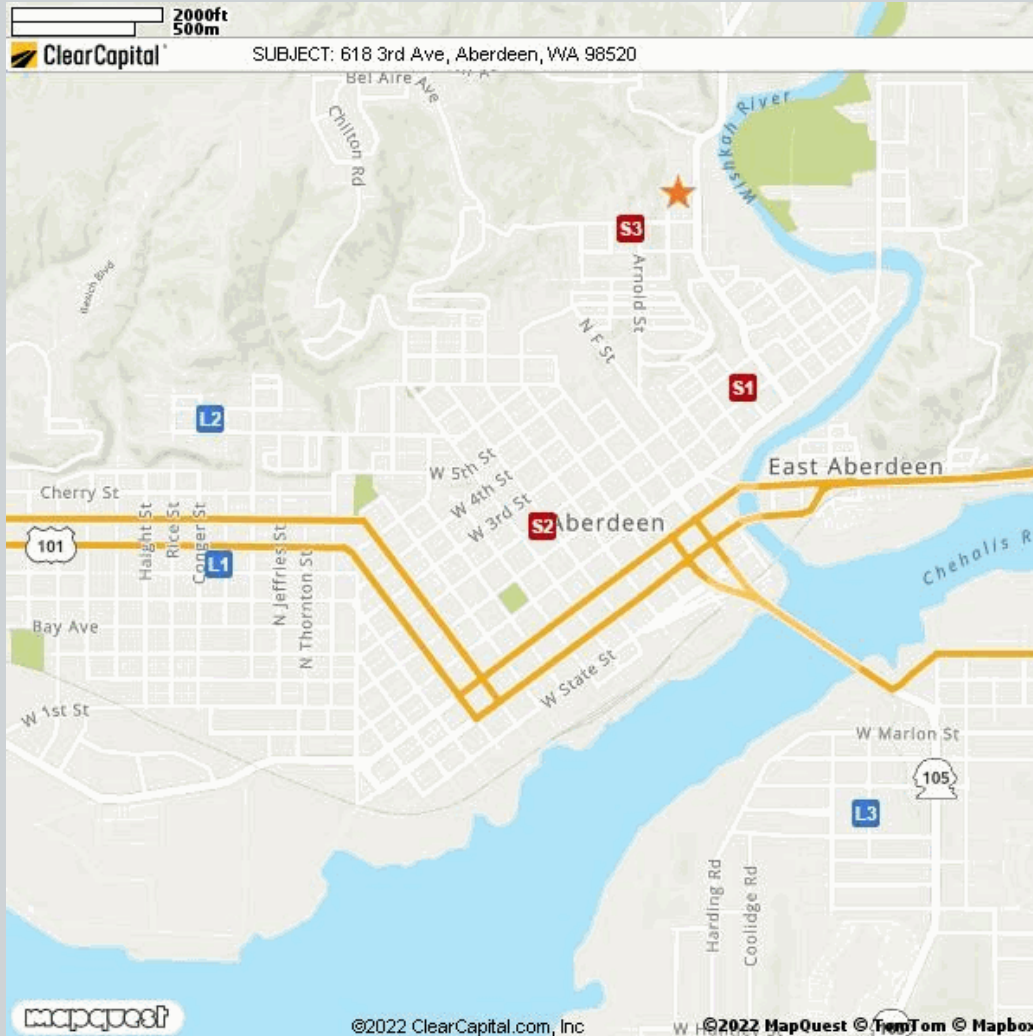 2000ft
500m
ClearCapital
SUBJECT: 618 3rd Ave, Aberdeen, WA 98520
Bel Aire Ave
Chilton Rd
Wishkah River
S3
Arnold St
N F St
S1
L2
W 5th St
W 4th St
W 3rd St
East Aberdeen
Cherry St
S2
Aberdeen
101
Haight St
Rice St
Conger St
L1
N Jeffries St
N Thornton St
Chehalis R
Bay Ave
W 1st St
W State St
W Marion St
105
L3
Harding Rd
Coolidge Rd
mapquest
©2022 ClearCapital.com, Inc
©2022 MapQuest © TomTom © Mapbox